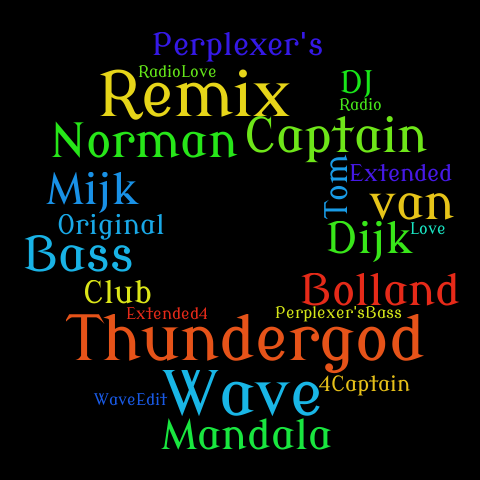 Perplexer's
RadioLove
Remix
DJ
Radio
Norman
Captain
Mijk
Tom
Extended
van
Original
Dijk
Love
Bass
Club
Bolland
Extended4
Perplexer'sBass
Thundergod
Wave
4Captain
WaveEdit
Mandala